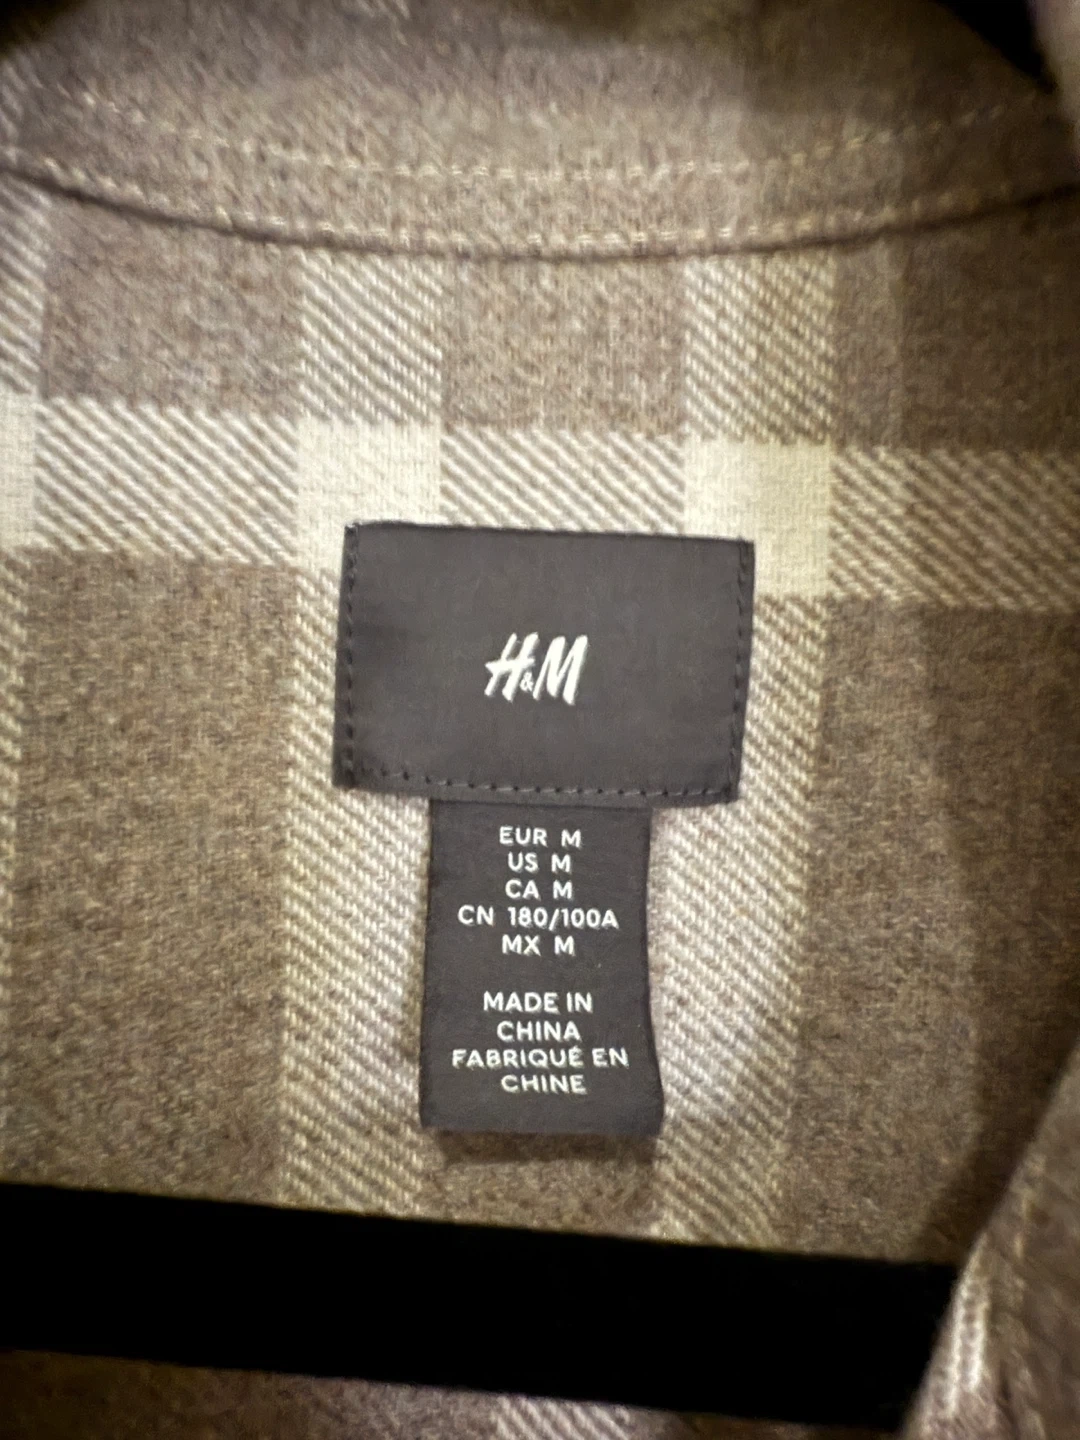 H&M
EUR M
US M
CA M
CN 180/100A
MX M
MADE IN
CHINA
FABRIQUÉ EN
CHINE